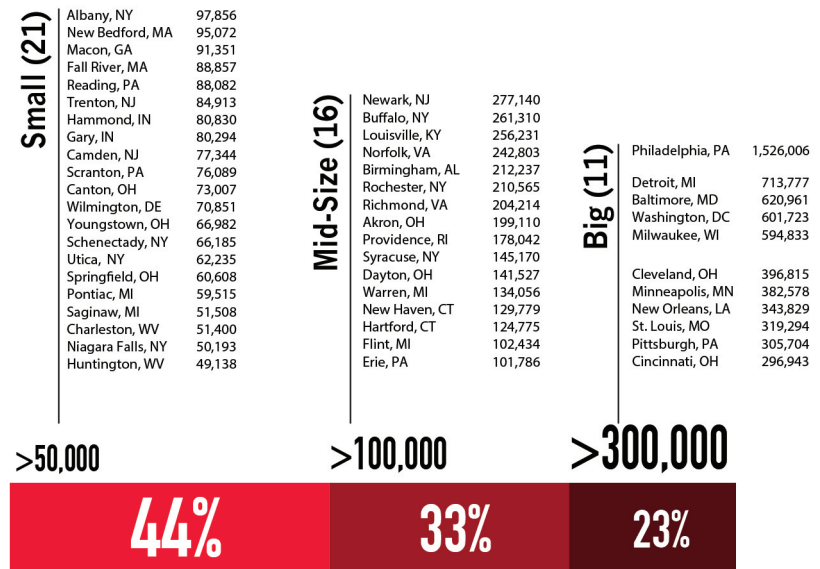 Small (21)
Albany, NY 97,856
New Bedford, MA 95,072
Macon, GA 91,351
Fall River, MA 88,857
Reading, PA 88,082
Trenton, NJ 84,913
Hammond, IN 80,830
Gary, IN 80,294
Camden, NJ 77,344
Scranton, PA 76,089
Canton, OH 73,007
Wilmington, DE 70,851
Youngstown, OH 66,982
Schenectady, NY 66,185
Utica, NY 62,235
Springfield, OH 60,608
Pontiac, MI 59,515
Saginaw, MI 51,508
Charleston, WV 51,400
Niagara Falls, NY 50,193
Huntington, WV 49,138
>50,000
44%
Mid-Size (16)
Newark, NJ 277,140
Buffalo, NY 261,310
Louisville, KY 256,231
Norfolk, VA 242,803
Birmingham, AL 212,237
Rochester, NY 210,565
Richmond, VA 204,214
Akron, OH 199,110
Providence, RI 178,042
Syracuse, NY 145,170
Dayton, OH 141,527
Warren, MI 134,056
New Haven, CT 129,779
Hartford, CT 124,775
Flint, MI 102,434
Erie, PA 101,786
>100,000
33%
Big (11)
Philadelphia, PA 1,526,006
Detroit, MI 713,777
Baltimore, MD 620,961
Washington, DC 601,723
Milwaukee, WI 594,833
Cleveland, OH 396,815
Minneapolis, MN 382,578
New Orleans, LA 343,829
St. Louis, MO 319,294
Pittsburgh, PA 305,704
Cincinnati, OH 296,943
>300,000
23%